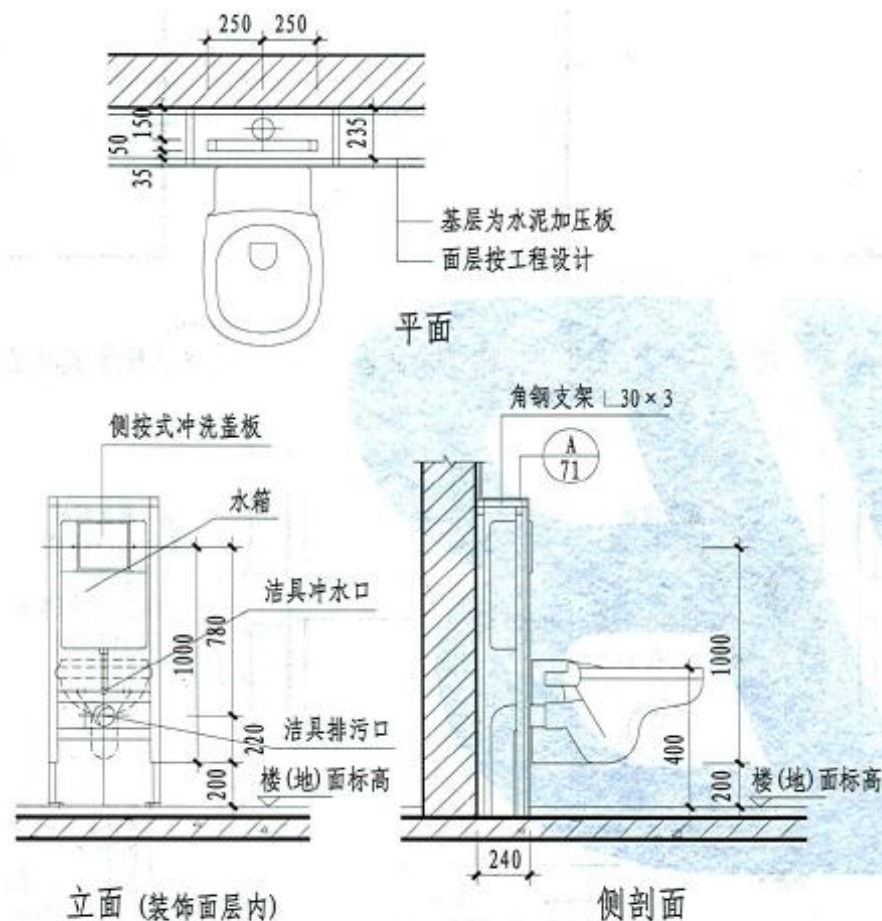 250 250
150
50
35
235
基层为水泥加压板
面层按工程设计
平面
角钢支架∟30×3
侧按式冲洗盖板
A
71
水箱
洁具冲水口
1000
780
1000
洁具排污口
220
400
200
楼(地)面标高
200
楼(地)面标高
240
立面 (装饰面层内)
侧剖面